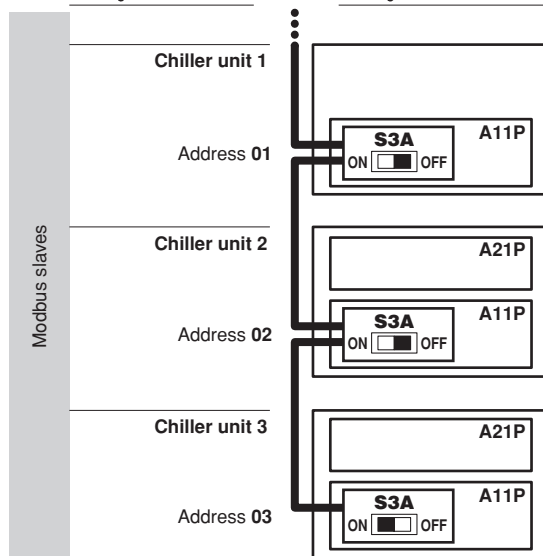 Chiller unit 1
Address 01
S3A
A11P
ON OFF
Modbus slaves
Chiller unit 2
A21P
Address 02
S3A
A11P
ON OFF
Chiller unit 3
A21P
Address 03
S3A
A11P
ON OFF